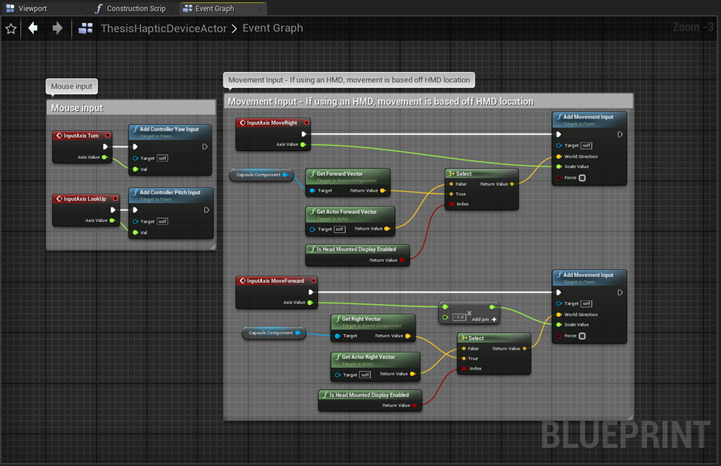 Viewport
Construction Scrip
Event Graph
ThesisHapticDeviceActor > Event Graph
Zoom -3
Mouse input
Mouse input
InputAxis Turn
Axis Value
Add Controller Yaw Input
Target is Pawn
Target self
Val
InputAxis LookUp
Axis Value
Add Controller Pitch Input
Target is Pawn
Target self
Val
Movement Input - If using an HMD, movement is based off HMD location
Movement Input - If using an HMD, movement is based off HMD location
InputAxis MoveRight
Axis Value
Capsule Component
Get Forward Vector
Target is Scene Component
Target Return Value
Get Actor Forward Vector
Target is Actor
Target self Return Value
Is Head Mounted Display Enabled
Return Value
Select
False Return Value
True
Index
Add Movement Input
Target is Pawn
Target self
World Direction
Scale Value
Force
InputAxis MoveForward
Axis Value
-1.0
Add pin +
Capsule Component
Get Right Vector
Target is Scene Component
Target Return Value
Get Actor Right Vector
Target is Actor
Target self Return Value
Is Head Mounted Display Enabled
Return Value
Select
False Return Value
True
Index
Add Movement Input
Target is Pawn
Target self
World Direction
Scale Value
Force
BLUEPRINT